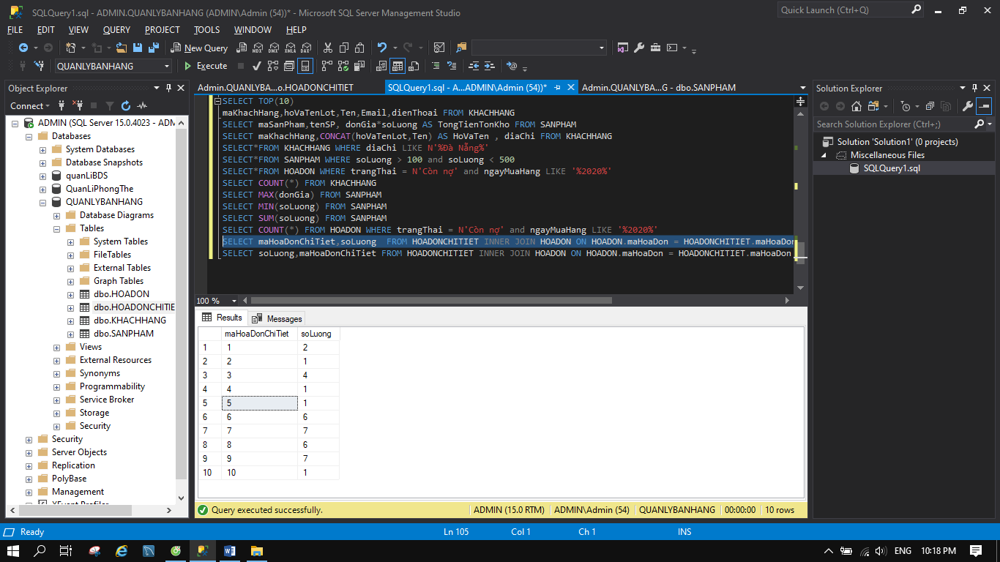 SQLQuery1.sql - ADMIN.QUANLYBANHANG (ADMIN\Admin (54))* - Microsoft SQL Server Management Studio
Quick Launch (Ctrl+Q)
FILE EDIT VIEW QUERY PROJECT TOOLS WINDOW HELP
New Query MDX DMX XMLA DAX
QUANLYBANHANG Execute
Object Explorer
Connect
ADMIN (SQL Server 15.0.4023 - ADM
Databases
System Databases
Database Snapshots
quanLiBDS
QuanLiPhongThe
QUANLYBANHANG
Database Diagrams
Tables
System Tables
FileTables
External Tables
Graph Tables
dbo.HOADON
dbo.HOADONCHITIE
dbo.KHACHHANG
dbo.SANPHAM
Views
External Resources
Synonyms
Programmability
Service Broker
Storage
Security
Security
Server Objects
Replication
PolyBase
Management
XEvent Profiler
Admin.QUANLYBA...o.HOADONCHITIET SQLQuery1.sql - A...ADMIN\Admin (54))* Admin.QUANLYBA...G - dbo.SANPHAM
SELECT TOP(10)
maKhachHang,hoVaTenLot,Ten,Email,dienThoai FROM KHACHHANG
SELECT maSanPham,tenSP, donGia*soLuong AS TongTienTonKho FROM SANPHAM
SELECT maKhachHang,CONCAT(hoVaTenLot,Ten) AS HoVaTen , diaChi FROM KHACHHANG
SELECT*FROM KHACHHANG WHERE diaChi LIKE N'%Đà Nẵng%'
SELECT*FROM SANPHAM WHERE soLuong > 100 and soLuong < 500
SELECT*FROM HOADON WHERE trangThai = N'Còn nợ' and ngayMuaHang LIKE '%2020%'
SELECT COUNT(*) FROM KHACHHANG
SELECT MAX(donGia) FROM SANPHAM
SELECT MIN(soLuong) FROM SANPHAM
SELECT SUM(soLuong) FROM SANPHAM
SELECT COUNT(*) FROM HOADON WHERE trangThai = N'Còn nợ' and ngayMuaHang LIKE '%2020%'
SELECT maHoaDonChiTiet,soLuong FROM HOADONCHITIET INNER JOIN HOADON ON HOADON.maHoaDon = HOADONCHITIET.maHoaDon
SELECT soLuong,maHoaDonChiTiet FROM HOADONCHITIET INNER JOIN HOADON ON HOADON.maHoaDon = HOADONCHITIET.maHoaDon
100 %
Results Messages
maHoaDonChiTiet soLuong
1 1 2
2 2 1
3 3 4
4 4 1
5 5 1
6 6 6
7 7 7
8 8 6
9 9 7
10 10 1
Query executed successfully. ADMIN (15.0 RTM) ADMIN\Admin (54) QUANLYBANHANG 00:00:00 10 rows
Solution Explorer
Search Solution Explorer (Ctrl+;)
Solution 'Solution1' (0 projects)
Miscellaneous Files
SQLQuery1.sql
Ready Ln 105 Col 1 Ch 1 INS
ENG 10:18 PM